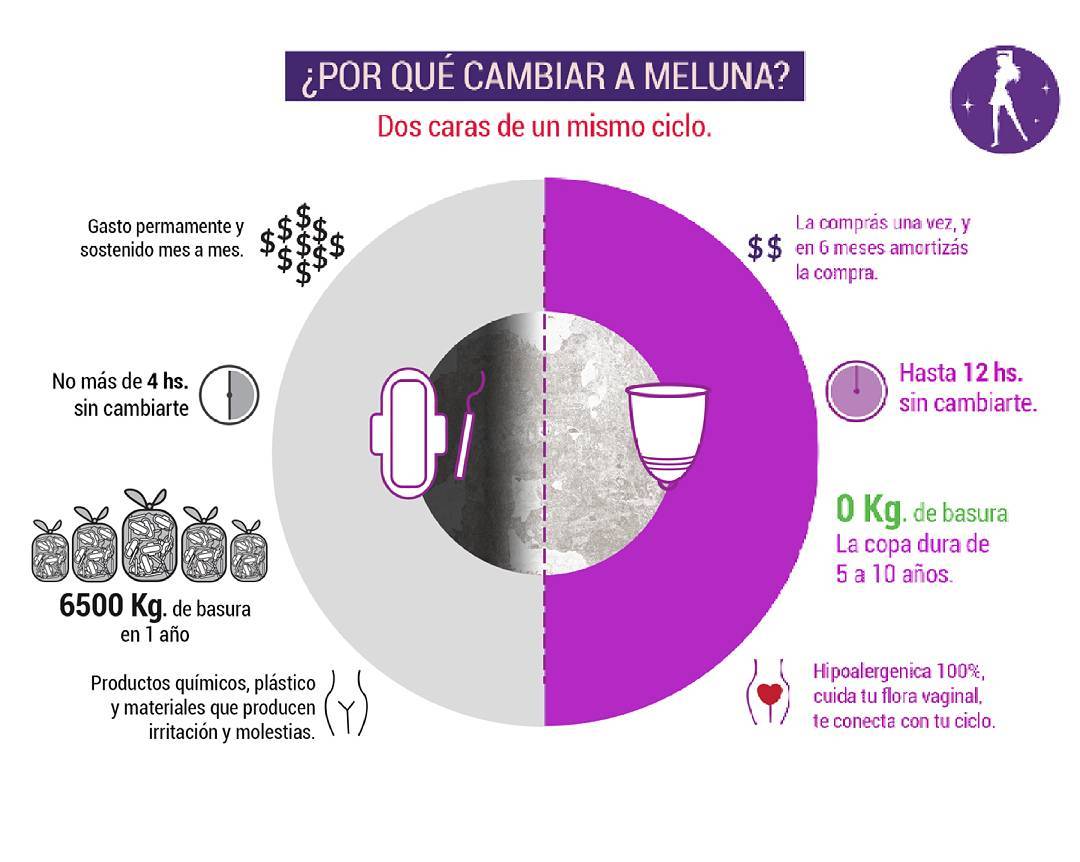 ¿POR QUÉ CAMBIAR A MELUNA?
Dos caras de un mismo ciclo.
Gasto permamente y
sostenido mes a mes.
$ $ $ $ $ $ $ $ $ $
$$
La comprás una vez, y
en 6 meses amortizás
la compra.
No más de 4 hs.
sin cambiarte
Hasta 12 hs.
sin cambiarte.
6500 Kg. de basura
en 1 año
0 Kg. de basura
La copa dura de
5 a 10 años.
Productos químicos, plástico
y materiales que producen
irritación y molestias.
Hipoalergenica 100%,
cuida tu flora vaginal,
te conecta con tu ciclo.